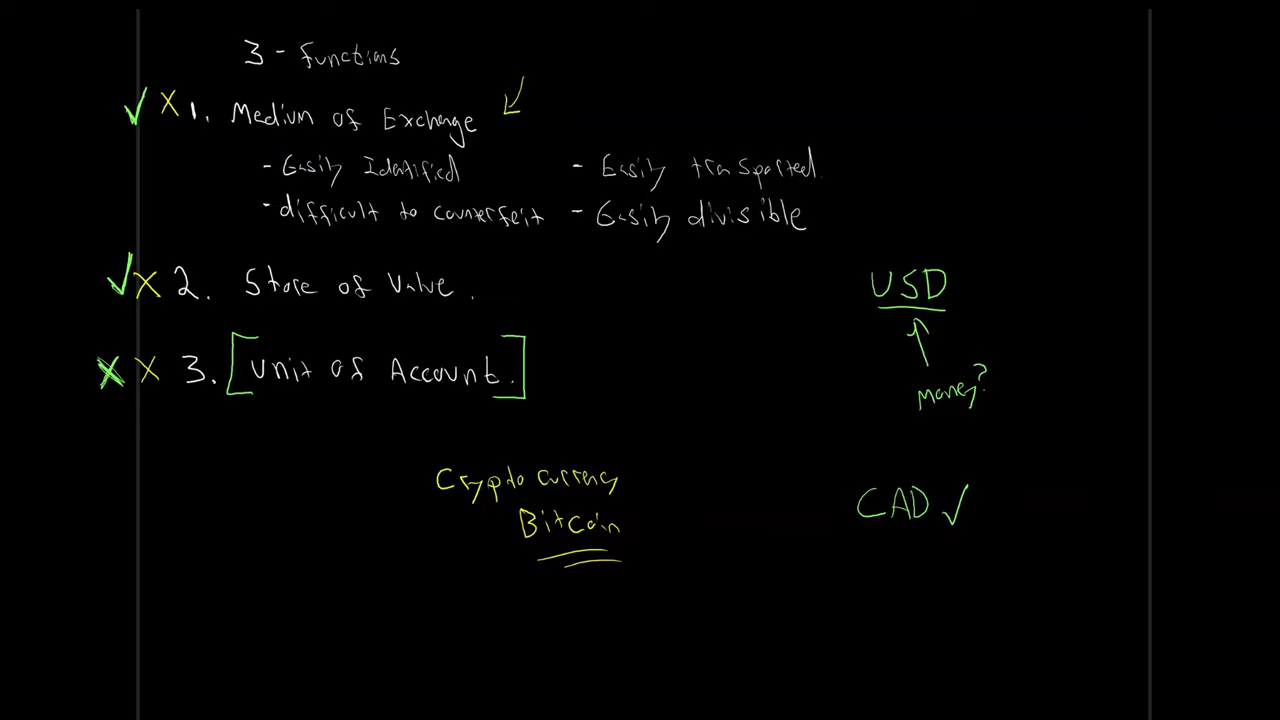 3 - Functions
✓ X 1. Medium of Exchange
- Easily Identified - Easily transported
- difficult to counterfeit - Easily divisible
✓ X 2. Store of Value.
X X 3. [Unit of Account.]
USD
money?
Crypto currency
Bitcoin
CAD ✓